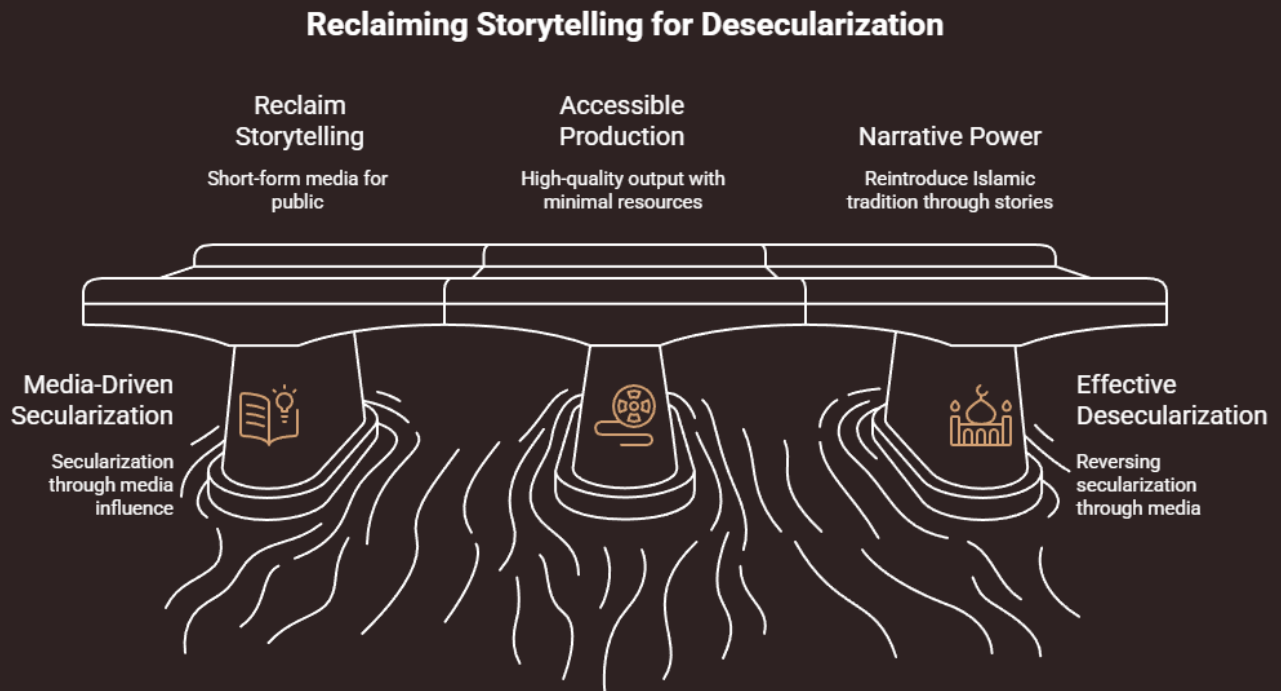 Reclaiming Storytelling for Desecularization
Reclaim
Storytelling
Short-form media for
public
Accessible
Production
High-quality output with
minimal resources
Narrative Power
Reintroduce Islamic
tradition through stories
Media-Driven
Secularization
Secularization
through media
influence
Effective
Desecularization
Reversing
secularization
through media